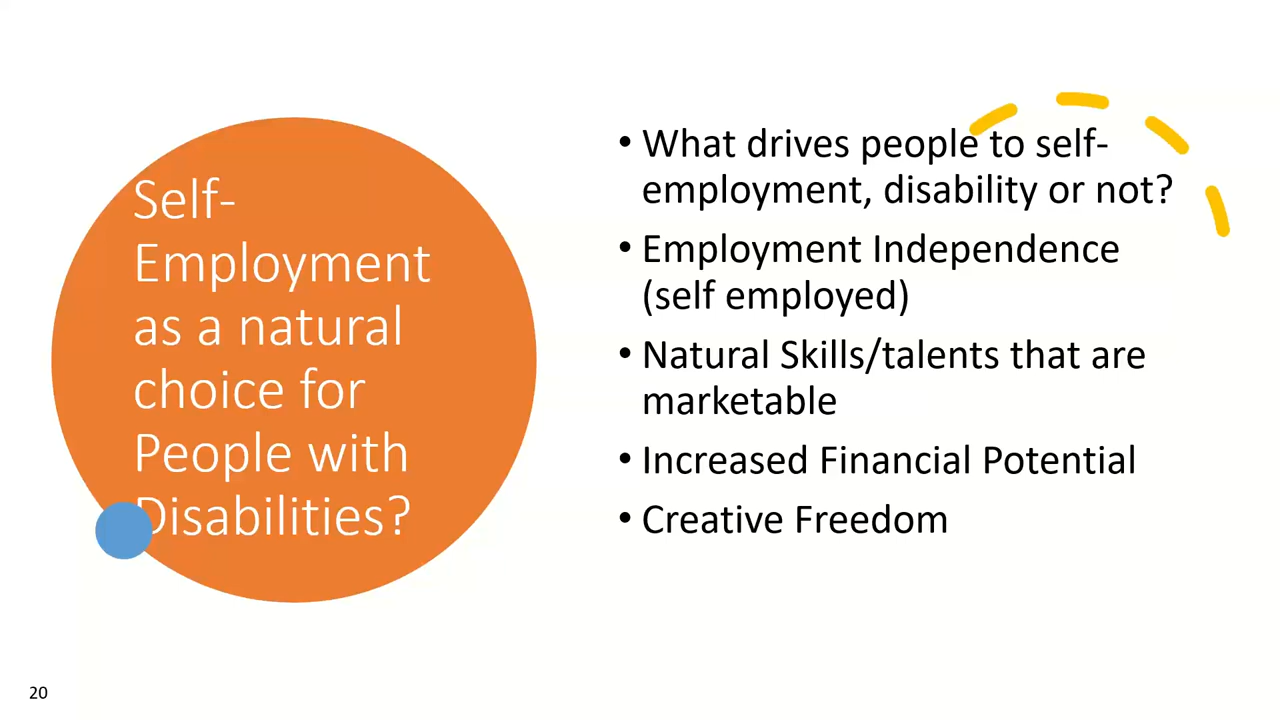 Self-
Employment
as a natural
choice for
People with
Disabilities?
• What drives people to self-
employment, disability or not?
• Employment Independence
(self employed)
• Natural Skills/talents that are
marketable
• Increased Financial Potential
• Creative Freedom
20